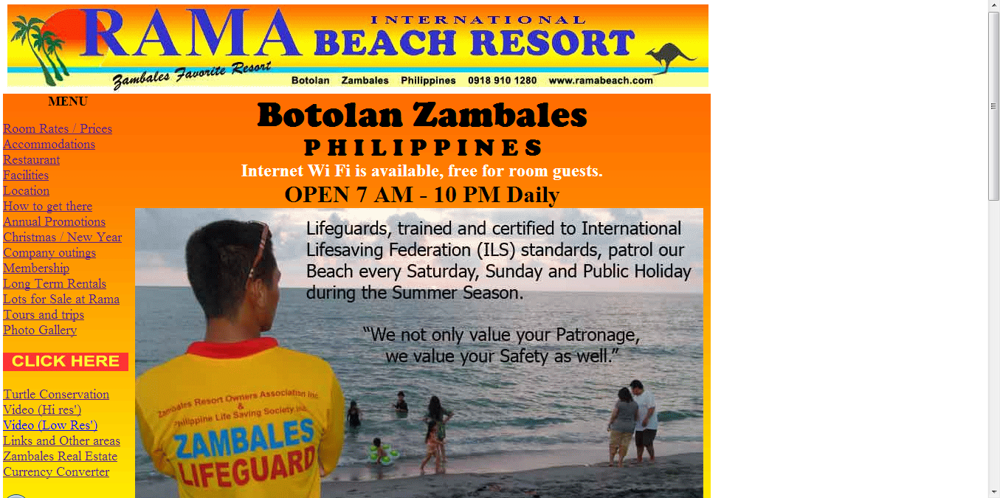 RAMA
INTERNATIONAL
BEACH RESORT
Zambales Favorite Resort
Botolan Zambales Philippines 0918 910 1280 www.ramabeach.com
MENU
Room Rates / Prices
Accommodations
Restaurant
Facilities
Location
How to get there
Annual Promotions
Christmas / New Year
Company outings
Membership
Long Term Rentals
Lots for Sale at Rama
Tours and trips
Photo Gallery
CLICK HERE
Turtle Conservation
Video (Hi res')
Video (Low Res')
Links and Other areas
Zambales Real Estate
Currency Converter
Botolan Zambales
PHILIPPINES
Internet Wi Fi is available, free for room guests.
OPEN 7 AM - 10 PM Daily
Lifeguards, trained and certified to International
Lifesaving Federation (ILS) standards, patrol our
Beach every Saturday, Sunday and Public Holiday
during the Summer Season.
“We not only value your Patronage,
we value your Safety as well.”
Zambales Resort Owners Association Inc.
&
Philippine Life Saving Society Inc.
ZAMBALES
LIFEGUARD